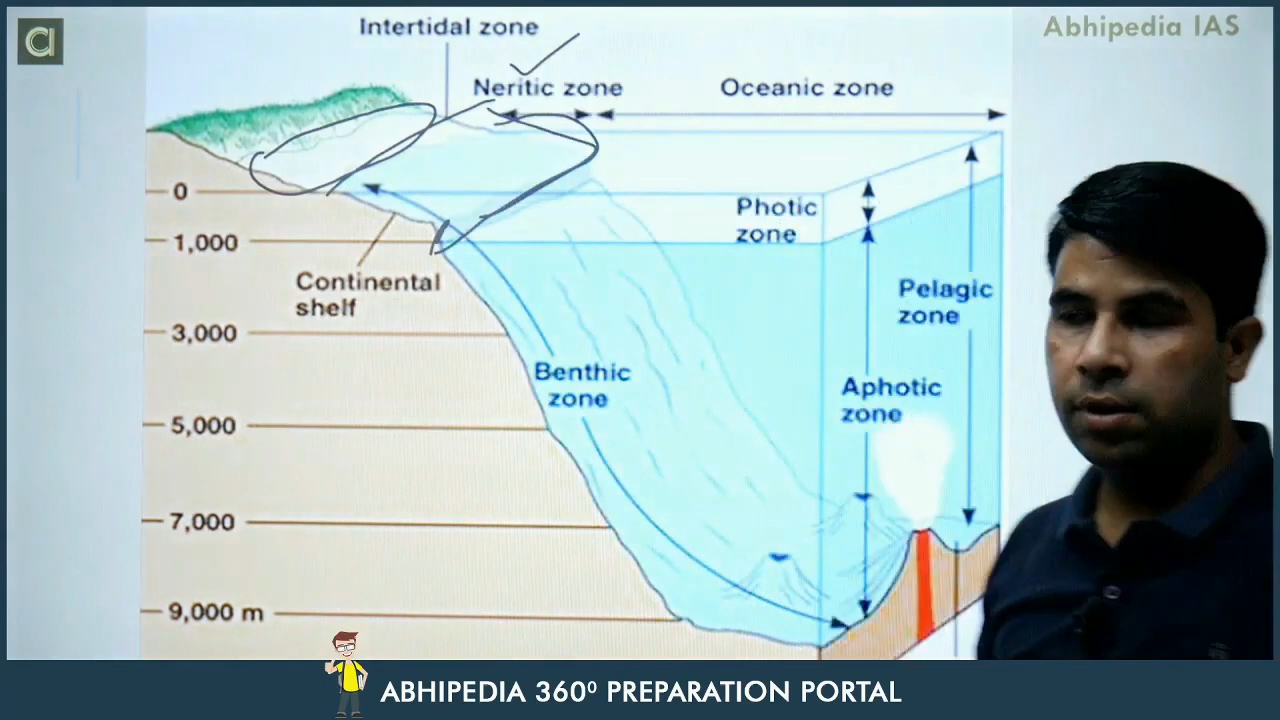 Abhipedia IAS
Intertidal zone
Neritic zone
Oceanic zone
0
Photic
zone
1,000
Continental
shelf
Pelagic
zone
3,000
Benthic
zone
Aphotic
zone
5,000
7,000
9,000 m
ABHIPEDIA 360⁰ PREPARATION PORTAL